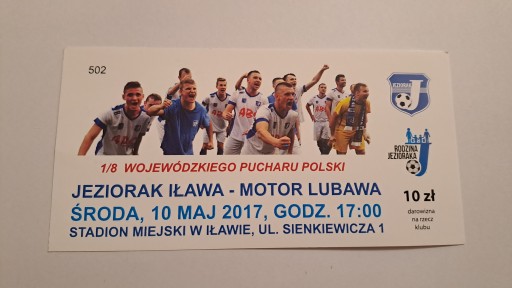 502
JEZIORAK
RODZINA
JEZIORAKA
1/8 WOJEWÓDZKIEGO PUCHARU POLSKI
JEZIORAK IŁAWA - MOTOR LUBAWA
ŚRODA, 10 MAJ 2017, GODZ. 17:00
STADION MIEJSKI W IŁAWIE, UL. SIENKIEWICZA 1
10 zł
darowizna
na rzecz
klubu